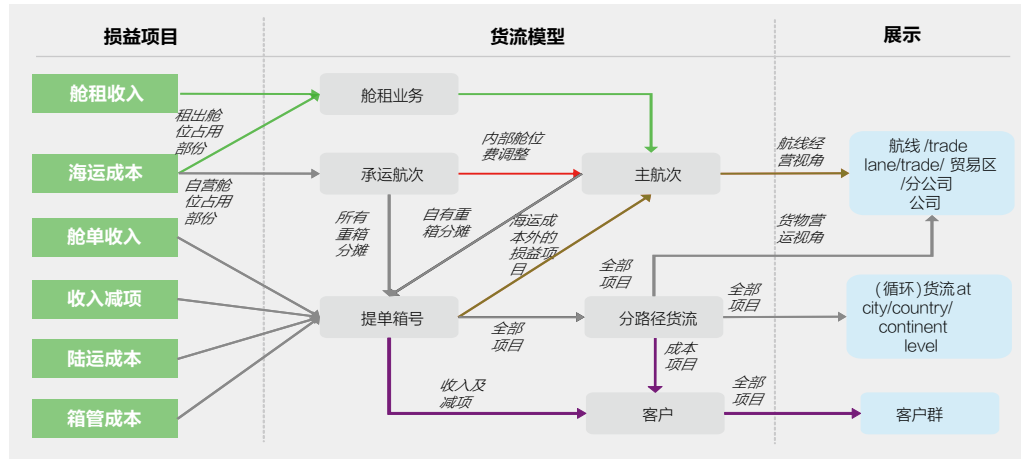 损益项目
货流模型
展示
舱租收入
海运成本
舱单收入
收入减项
陆运成本
箱管成本
租出舱
位占用
部份
自营舱
位占用
部份
舱租业务
承运航次
内部舱位
费调整
主航次
所有
重箱
分摊
自有重
箱分摊
海运成
本外的
损益项
目
提单箱号
全部
项目
分路径货流
全部
项目
成本
项目
收入及
减项
客户
航线经
营视角
货物营
运视角
全部
项目
全部
项目
航线/trade
lane/trade/ 贸易区
/分公司
公司
(循环)货流at
city/country/
continent
level
客户群